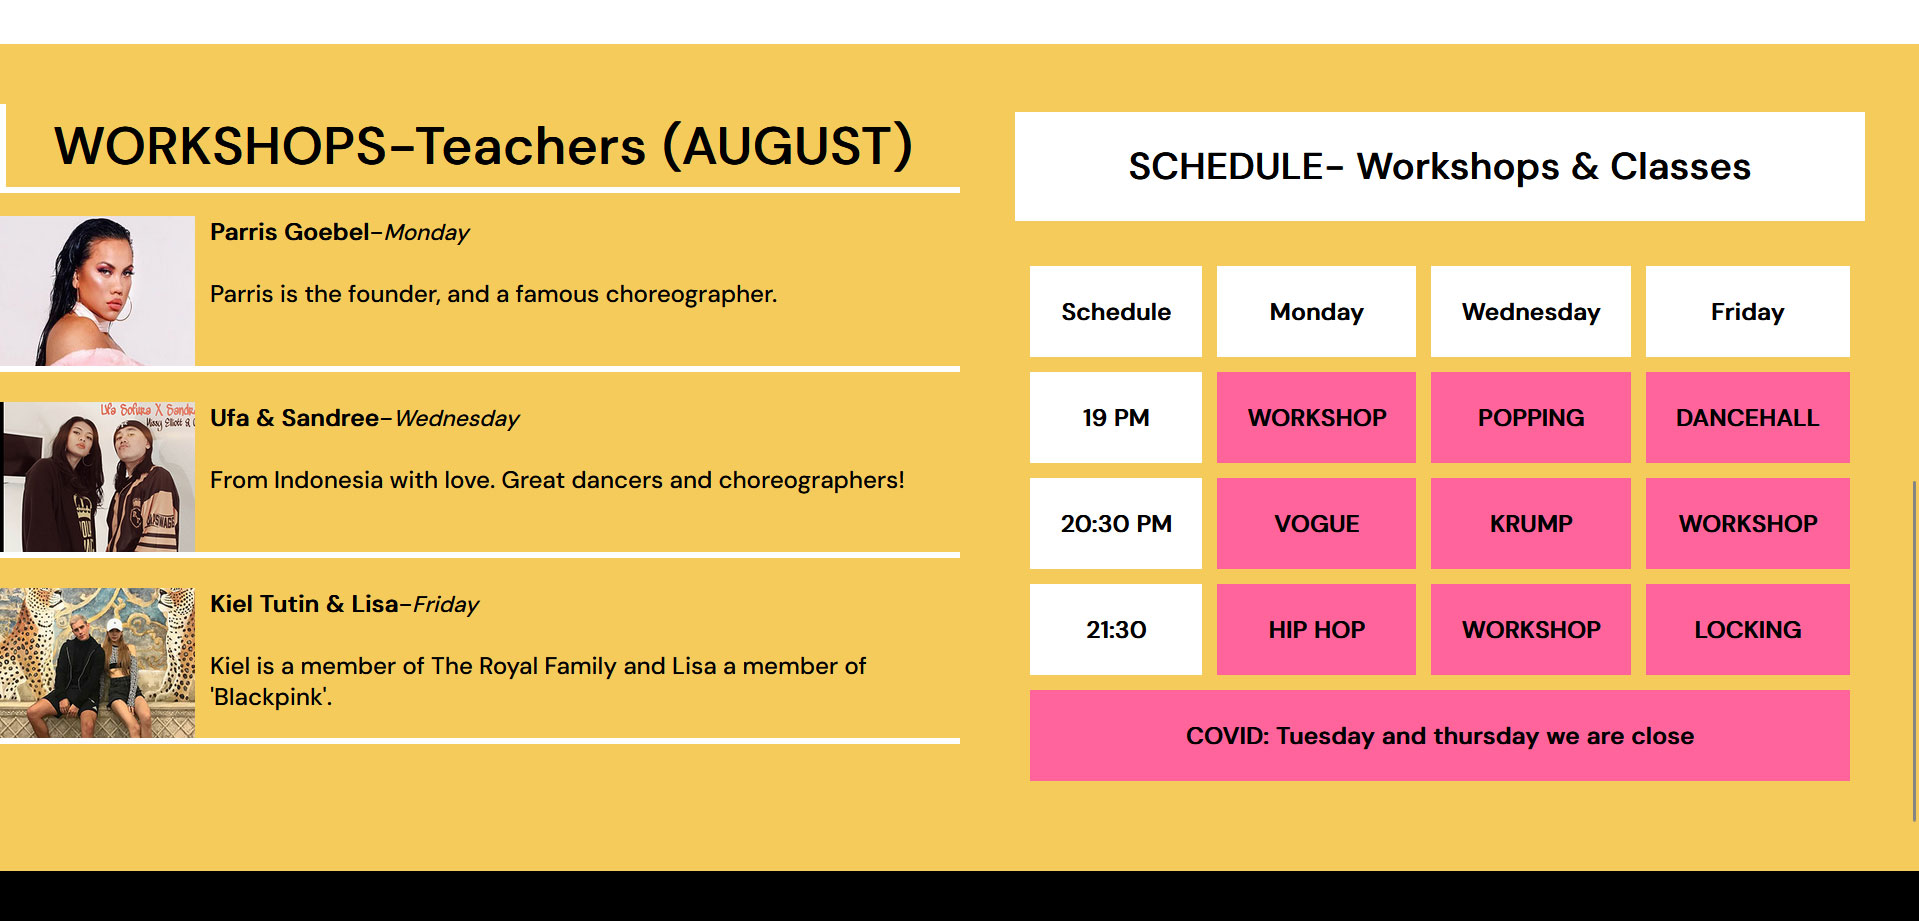 WORKSHOPS-Teachers (AUGUST)
Parris Goebel-Monday
Parris is the founder, and a famous choreographer.
Ufa Sofura X Sandr
Missy Elliott &
Ufa & Sandree-Wednesday
From Indonesia with love. Great dancers and choreographers!
Kiel Tutin & Lisa-Friday
Kiel is a member of The Royal Family and Lisa a member of
'Blackpink'.
SCHEDULE- Workshops & Classes
Schedule Monday Wednesday Friday
19 PM WORKSHOP POPPING DANCEHALL
20:30 PM VOGUE KRUMP WORKSHOP
21:30 HIP HOP WORKSHOP LOCKING
COVID: Tuesday and thursday we are close